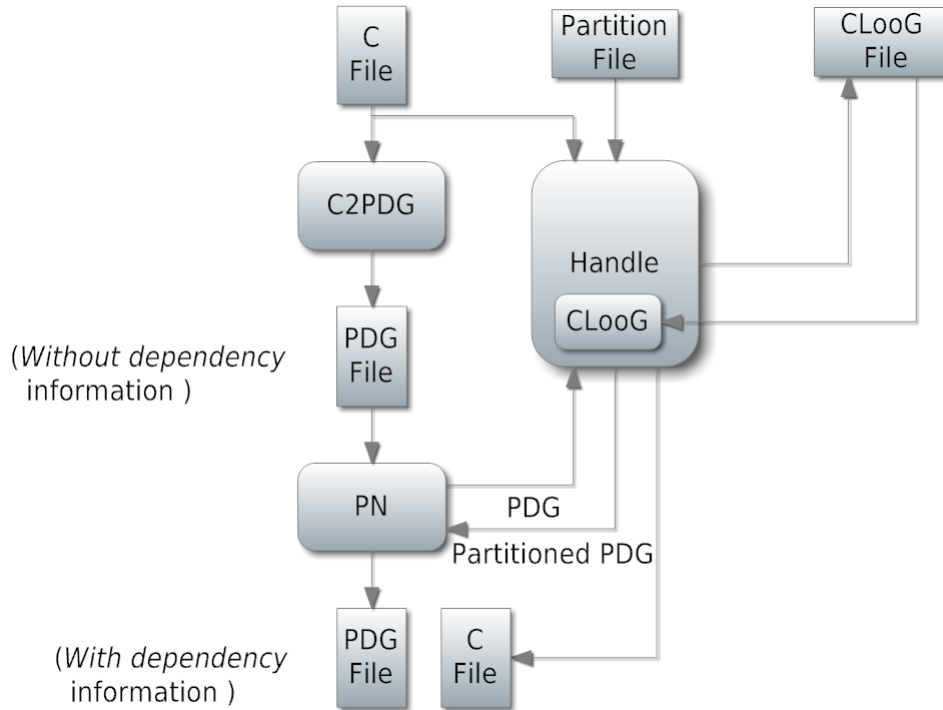 C
File
Partition
File
CLooG
File
C2PDG
Handle
CLooG
(Without dependency
information )
PDG
File
PN
PDG
Partitioned PDG
(With dependency
information )
PDG
File
C
File